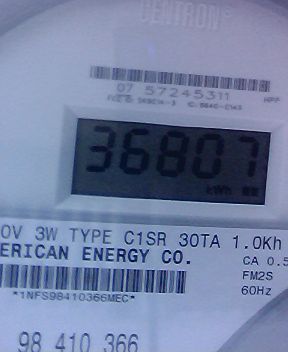 CENTRON
07 57245311
36807
kWh
0V 3W TYPE C1SR 30TA 1.0Kh
ERICAN ENERGY CO.
CA 0.5
FM2S
*1NFS98410366MEC*
60Hz
98 410 366